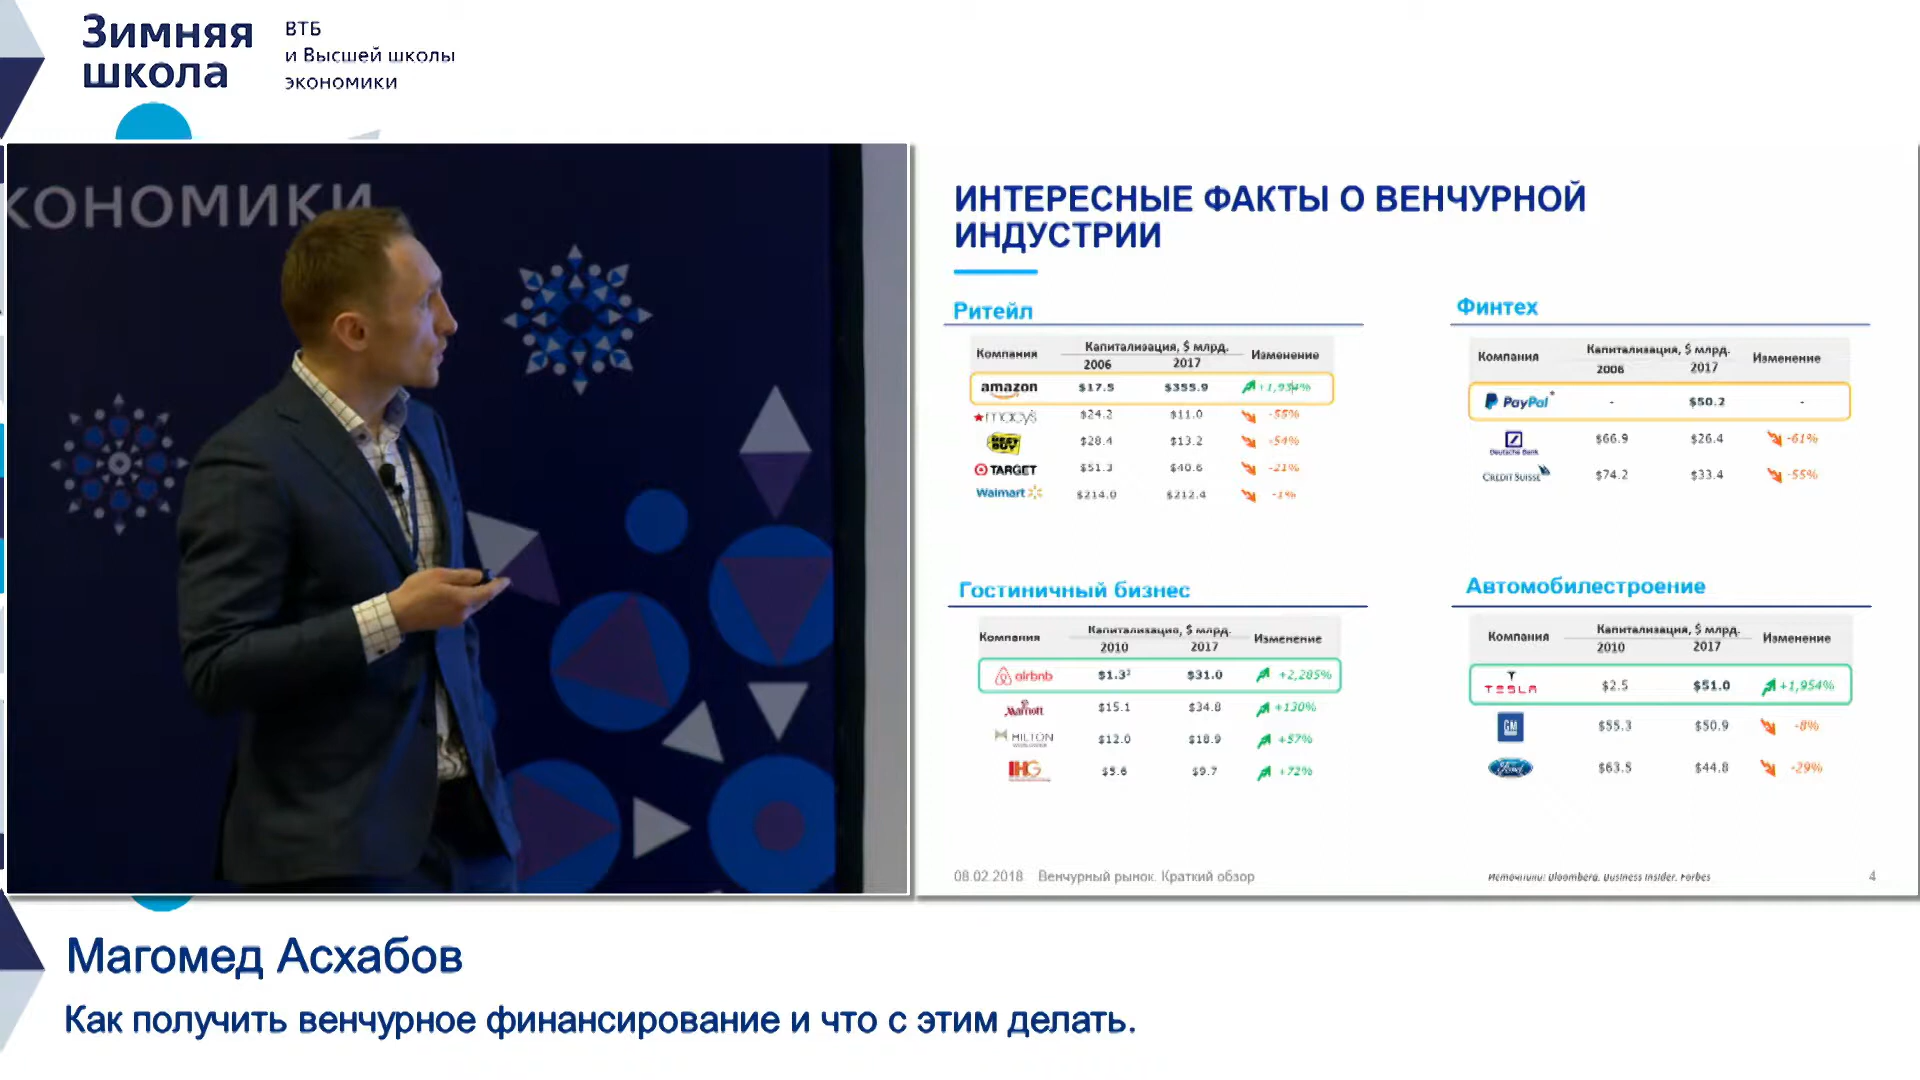 Зимняя
школа
ВТБ
и Высшей школы
экономики
КОНОМИКИ
ИНТЕРЕСНЫЕ ФАКТЫ О ВЕНЧУРНОЙ
ИНДУСТРИИ
Ритейл
Компания Капитализация, $ млрд. Изменение
2006 2017
amazon $17.5 $355.9 +1,934%
macy's $24.2 $11.0 -55%
BEST BUY $28.4 $13.2 -54%
TARGET $51.3 $40.6 -21%
Walmart $214.0 $212.4 -1%
Финтех
Компания Капитализация, $ млрд. Изменение
2006 2017
PayPal - $50.2 -
Deutsche Bank $66.9 $26.4 -61%
CREDIT SUISSE $74.2 $33.4 -55%
Гостиничный бизнес
Компания Капитализация, $ млрд. Изменение
2010 2017
airbnb $1.3³ $31.0 +2,285%
Marriott $15.1 $34.8 +130%
HILTON WORLDWIDE $12.0 $18.9 +57%
IHG $5.6 $9.7 +72%
Автомобилестроение
Компания Капитализация, $ млрд. Изменение
2010 2017
TESLA $2.5 $51.0 +1,954%
GM $55.3 $50.9 -8%
Ford $63.5 $44.8 -29%
08.02.2018 Венчурный рынок. Краткий обзор
Источники: Bloomberg, Business Insider, Forbes
4
Магомед Асхабов
Как получить венчурное финансирование и что с этим делать.